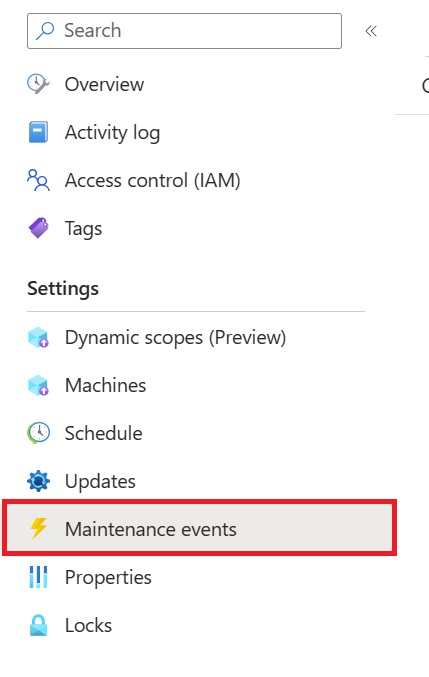 Search
Overview
Activity log
Access control (IAM)
Tags
Settings
Dynamic scopes (Preview)
Machines
Schedule
Updates
Maintenance events
Properties
Locks